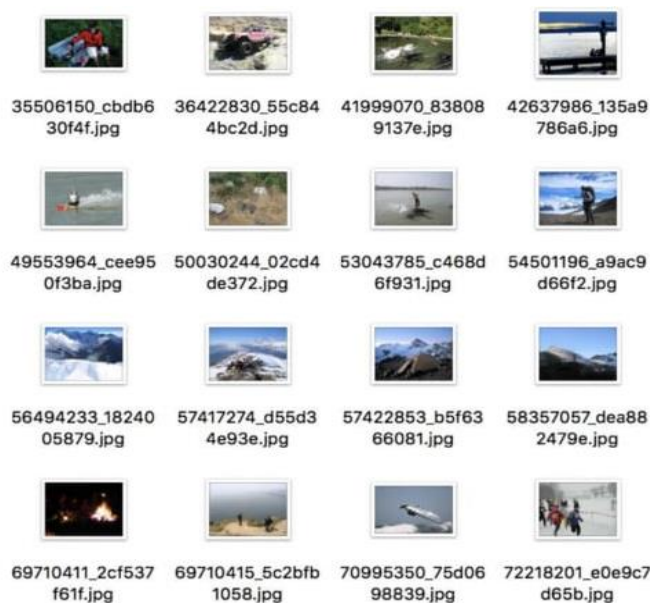 35506150_cbdb6
30f4f.jpg
36422830_55c84
4bc2d.jpg
41999070_83808
9137e.jpg
42637986_135a9
786a6.jpg
49553964_cee95
0f3ba.jpg
50030244_02cd4
de372.jpg
53043785_c468d
6f931.jpg
54501196_a9ac9
d66f2.jpg
56494233_1824
005879.jpg
57417274_d55d3
4e93e.jpg
57422853_b5f63
66081.jpg
58357057_dea88
2479e.jpg
69710411_2cf537
f61f.jpg
69710415_5c2bfb
1058.jpg
70995350_75d06
98839.jpg
72218201_e0e9c7
d65b.jpg